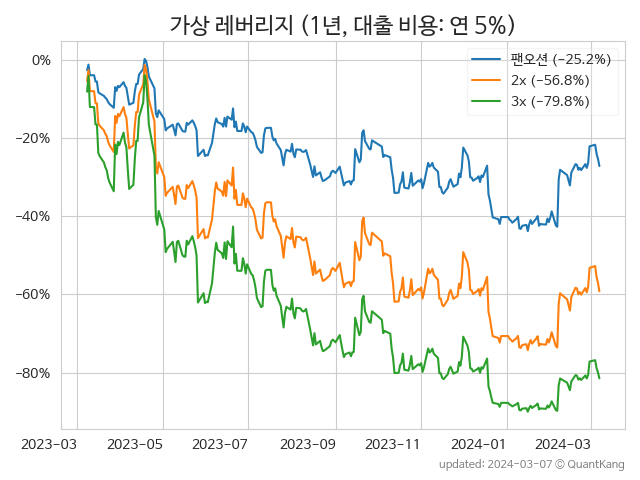 가상 레버리지 (1년, 대출 비용: 연 5%)
팬오션 (−25.2%)
2x (−56.8%)
3x (−79.8%)
0%
−20%
−40%
−60%
−80%
2023−03 2023−05 2023−07 2023−09 2023−11 2024−01 2024−03
updated: 2024-03-07 © QuantKang